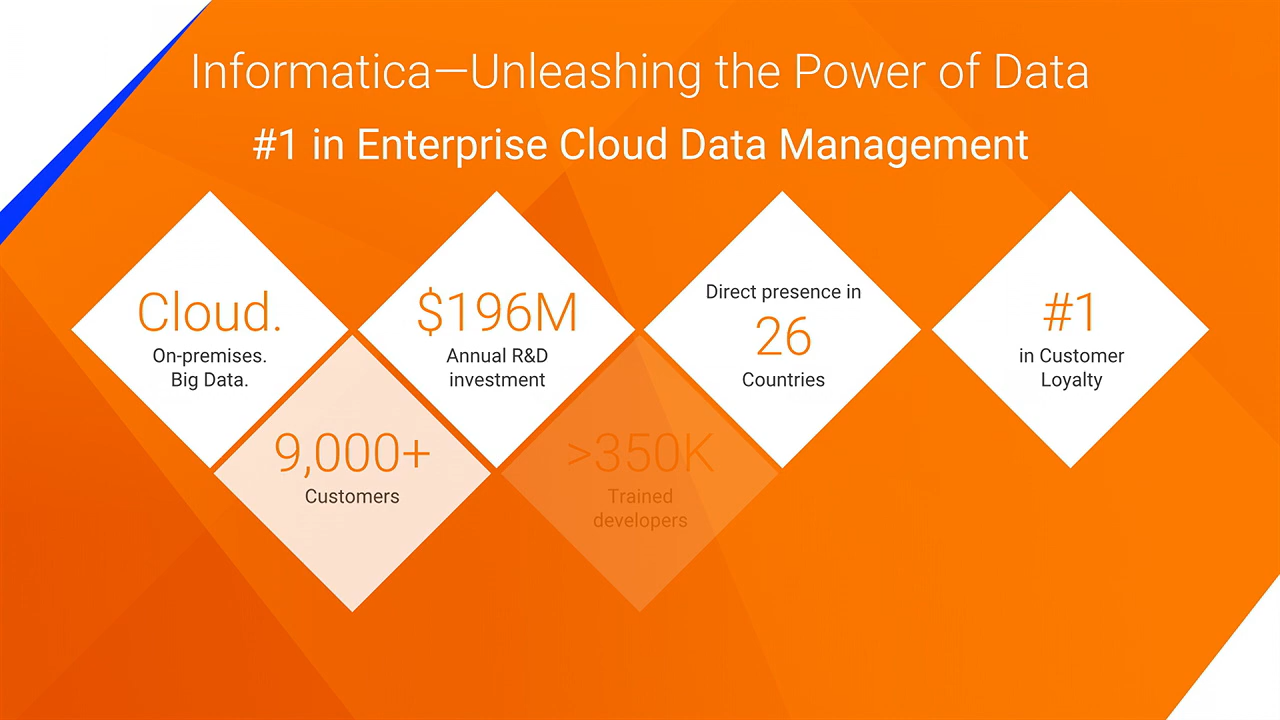 Informatica—Unleashing the Power of Data
#1 in Enterprise Cloud Data Management
Cloud.
On-premises.
Big Data.
$196M
Annual R&D
investment
Direct presence in
26
Countries
#1
in Customer
Loyalty
9,000+
Customers
>350K
Trained
developers